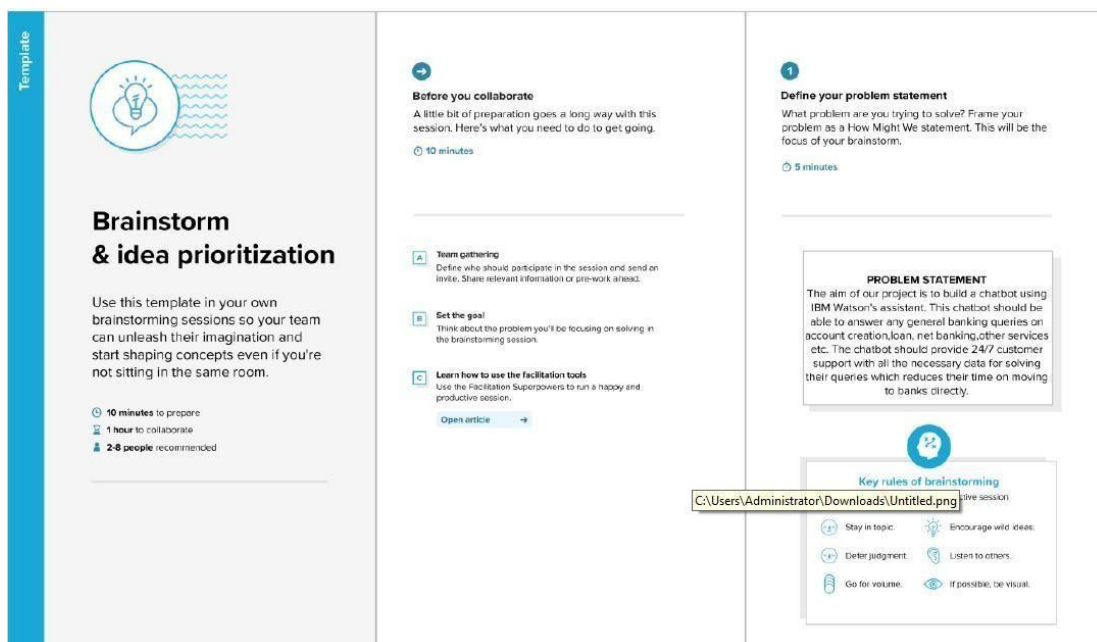 Template
Brainstorm
& idea prioritization
Use this template in your own
brainstorming sessions so your team
can unleash their imagination and
start shaping concepts even if you're
not sitting in the same room.
10 minutes to prepare
1 hour to collaborate
2-8 people recommended
Before you collaborate
A little bit of preparation goes a long way with this
session. Here's what you need to do to get going.
10 minutes
A
Team gathering
Define who should participate in the session and send an
invite. Share relevant information or pre-work ahead.
B
Set the goal
Think about the problem you'll be focusing on solving in
the brainstorming session.
C
Learn how to use the facilitation tools
Use the Facilitation Superpowers to run a happy and
productive session.
Open article
1
Define your problem statement
What problem are you trying to solve? Frame your
problem as a How Might We statement. This will be the
focus of your brainstorm.
5 minutes
PROBLEM STATEMENT
The aim of our project is to build a chatbot using
IBM Watson's assistant. This chatbot should be
able to answer any general banking queries on
account creation,loan, net banking,other services
etc. The chatbot should provide 24/7 customer
support with all the necessary data for solving
their queries which reduces their time on moving
to banks directly.
Key rules of brainstorming
session
C:\Users\Administrator\Downloads\Untitled.png
Stay in topic.
Encourage wild ideas.
Defer judgment.
Listen to others.
Go for volume.
If possible, be visual.